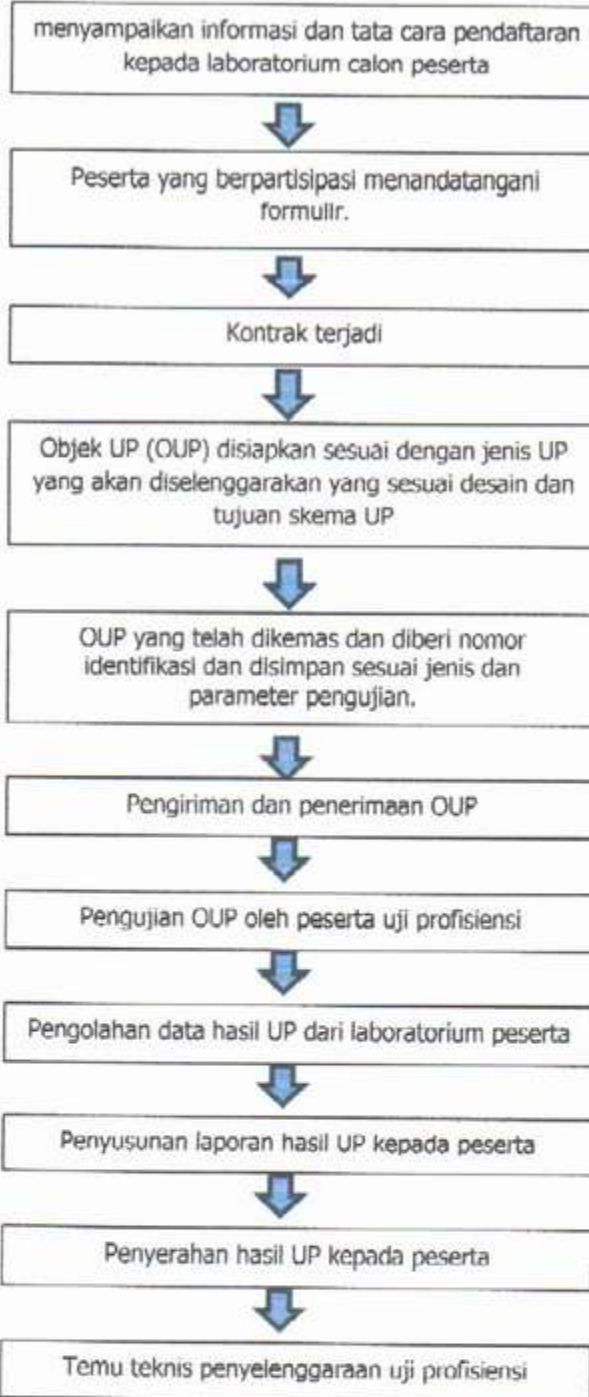 menyampaikan informasi dan tata cara pendaftaran
kepada laboratorium calon peserta
Peserta yang berpartisipasi menandatangani
formulir.
Kontrak terjadi
Objek UP (OUP) disiapkan sesuai dengan jenis UP
yang akan diselenggarakan yang sesuai desain dan
tujuan skema UP
OUP yang telah dikemas dan diberi nomor
identifikasi dan disimpan sesuai jenis dan
parameter pengujian.
Pengiriman dan penerimaan OUP
Pengujian OUP oleh peserta uji profisiensi
Pengolahan data hasil UP dari laboratorium peserta
Penyusunan laporan hasil UP kepada peserta
Penyerahan hasil UP kepada peserta
Temu teknis penyelenggaraan uji profisiensi